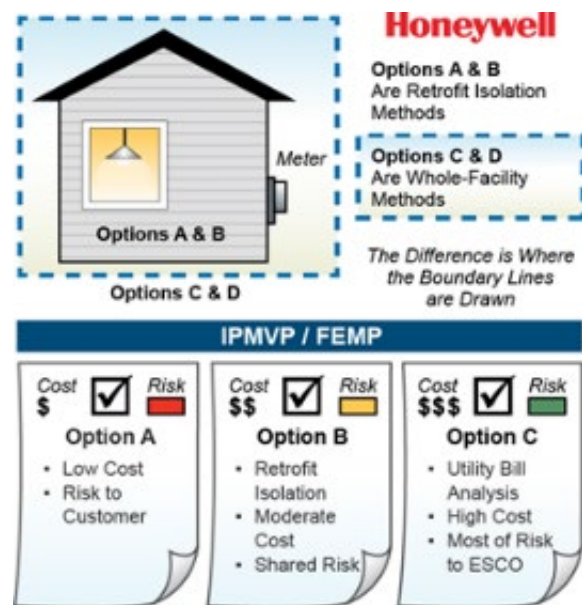 Honeywell
Options A & B
Are Retrofit Isolation
Methods
Options C & D
Are Whole-Facility
Methods
The Difference is Where
the Boundary Lines
are Drawn
Meter
Options A & B
Options C & D
IPMVP / FEMP
Cost
$
Risk
Option A
• Low Cost
• Risk to
Customer
Cost
$$
Risk
Option B
• Retrofit
Isolation
• Moderate
Cost
• Shared Risk
Cost
$$$
Risk
Option C
• Utility Bill
Analysis
• High Cost
• Most of Risk
to ESCO